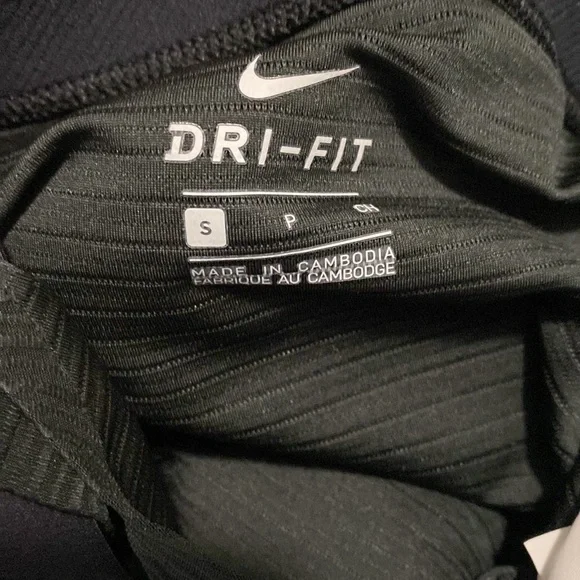 DRI-FIT
S P CH
MADE IN CAMBODIA
FABRIQUE AU CAMBODGE